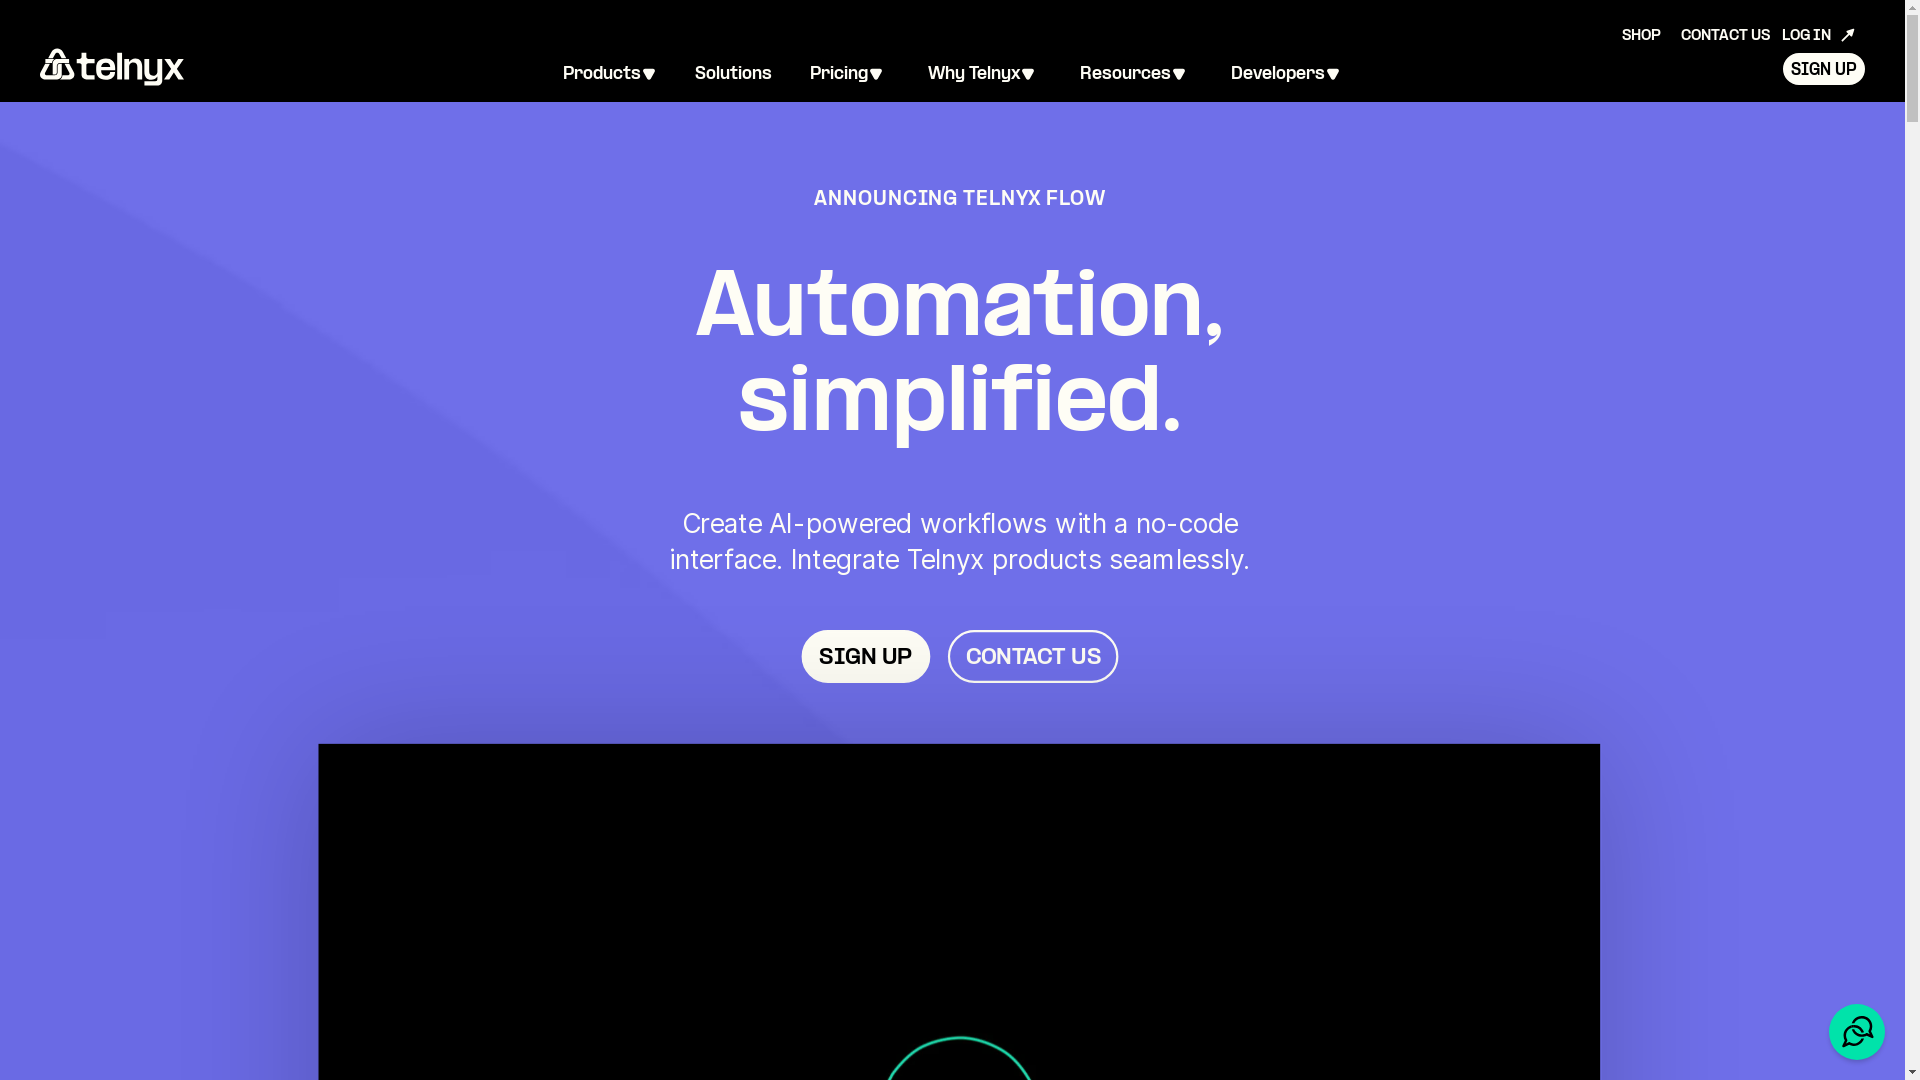 SHOP CONTACT US LOG IN
telnyx Products Solutions Pricing Why Telnyx Resources Developers SIGN UP
ANNOUNCING TELNYX FLOW
Automation,
simplified.
Create AI-powered workflows with a no-code
interface. Integrate Telnyx products seamlessly.
SIGN UP CONTACT US